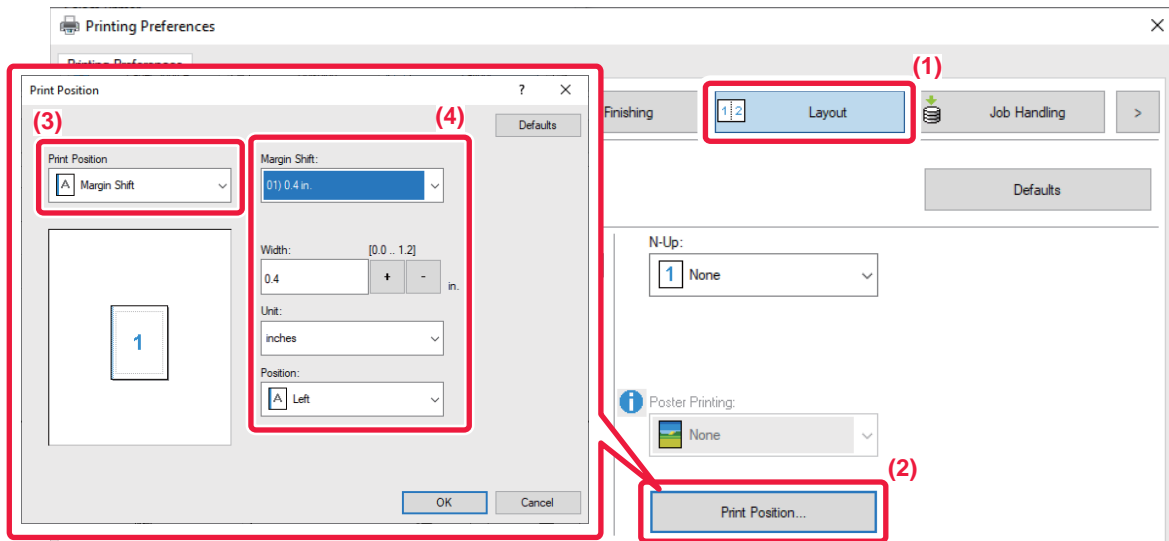 Printing Preferences
Printing Preferences
(1)
Finishing
1 2 Layout
Job Handling
>
Defaults
N-Up:
1 None
Poster Printing:
None
(2)
Print Position...
Print Position
? ×
(3)
(4)
Defaults
Print Position
A Margin Shift
1
Margin Shift:
01) 0.4 in.
Width: [0.0 .. 1.2]
0.4 + - in.
Unit:
inches
Position:
A Left
OK Cancel